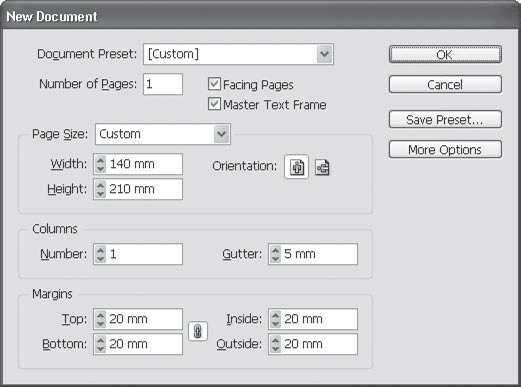 New Document
Document Preset: [Custom]
OK
Number of Pages: 1
Facing Pages
Cancel
Master Text Frame
Save Preset...
Page Size: Custom
More Options
Width: 140 mm
Orientation:
Height: 210 mm
Columns
Number: 1
Gutter: 5 mm
Margins
Top: 20 mm
Inside: 20 mm
Bottom: 20 mm
Outside: 20 mm